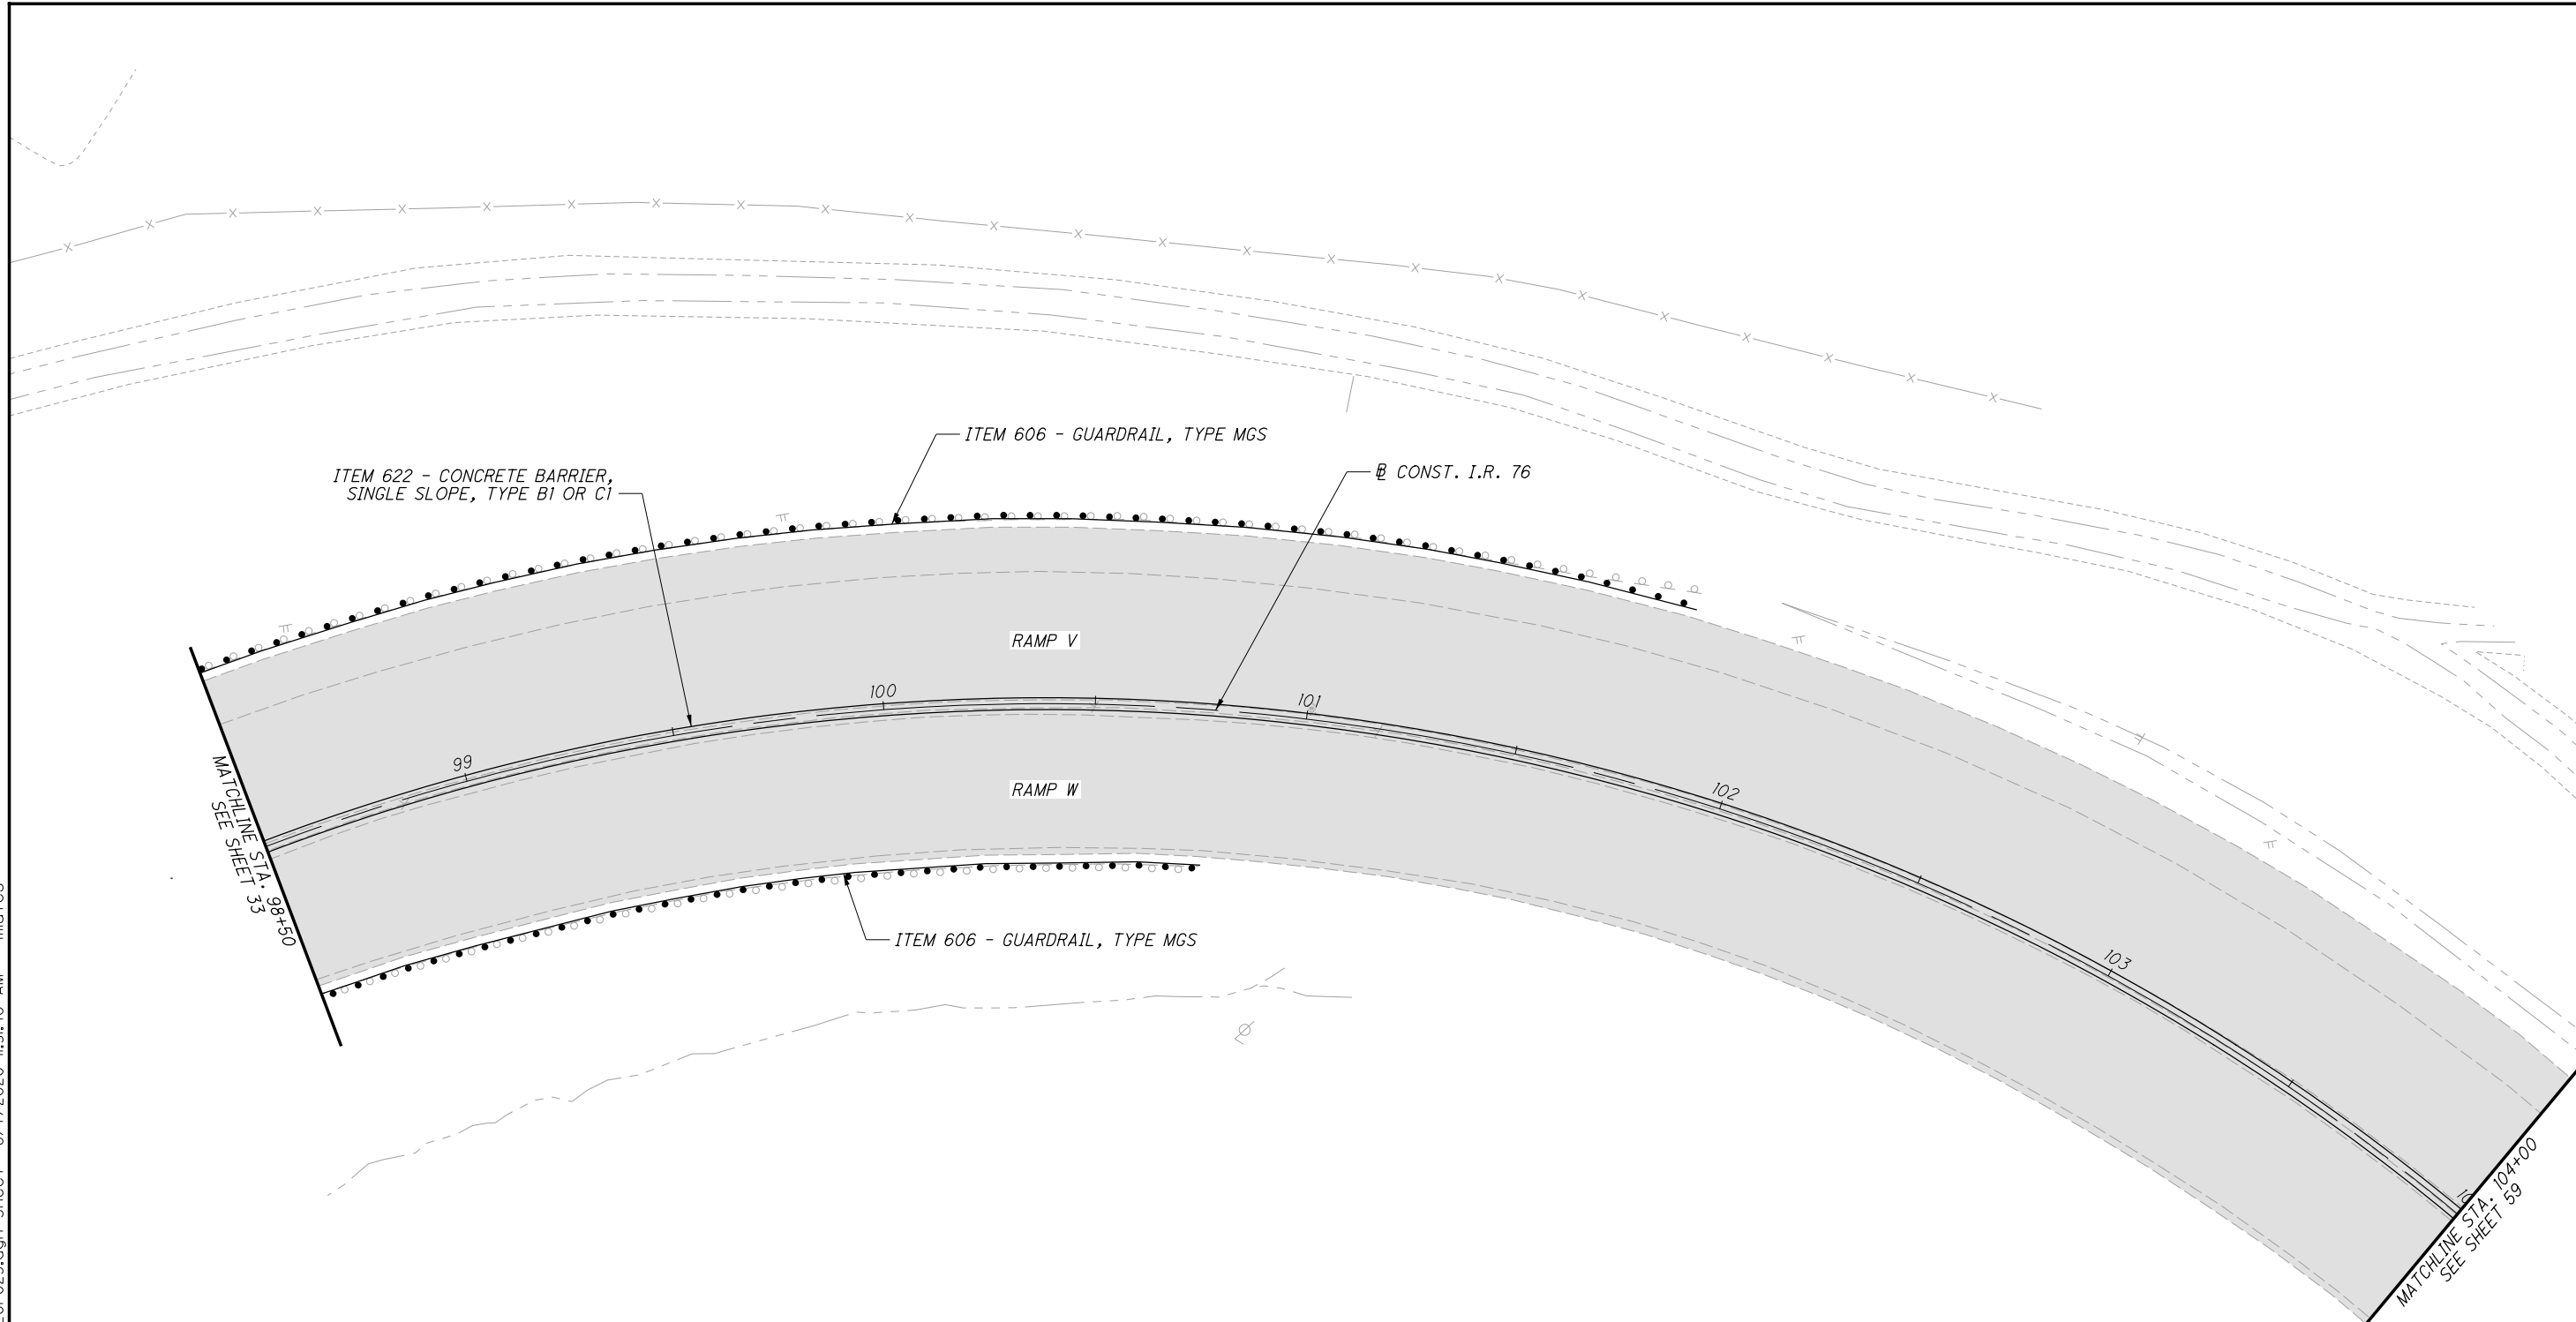 ITEM 606 - GUARDRAIL, TYPE MGS
ITEM 622 - CONCRETE BARRIER,
SINGLE SLOPE, TYPE B1 OR C1
CONST. I.R. 76
RAMP V
99
100
101
102
103
RAMP W
MATCHLINE STA. 98+50
SEE SHEET 33
ITEM 606 - GUARDRAIL, TYPE MGS
MATCHLINE STA. 104+00
SEE SHEET 59